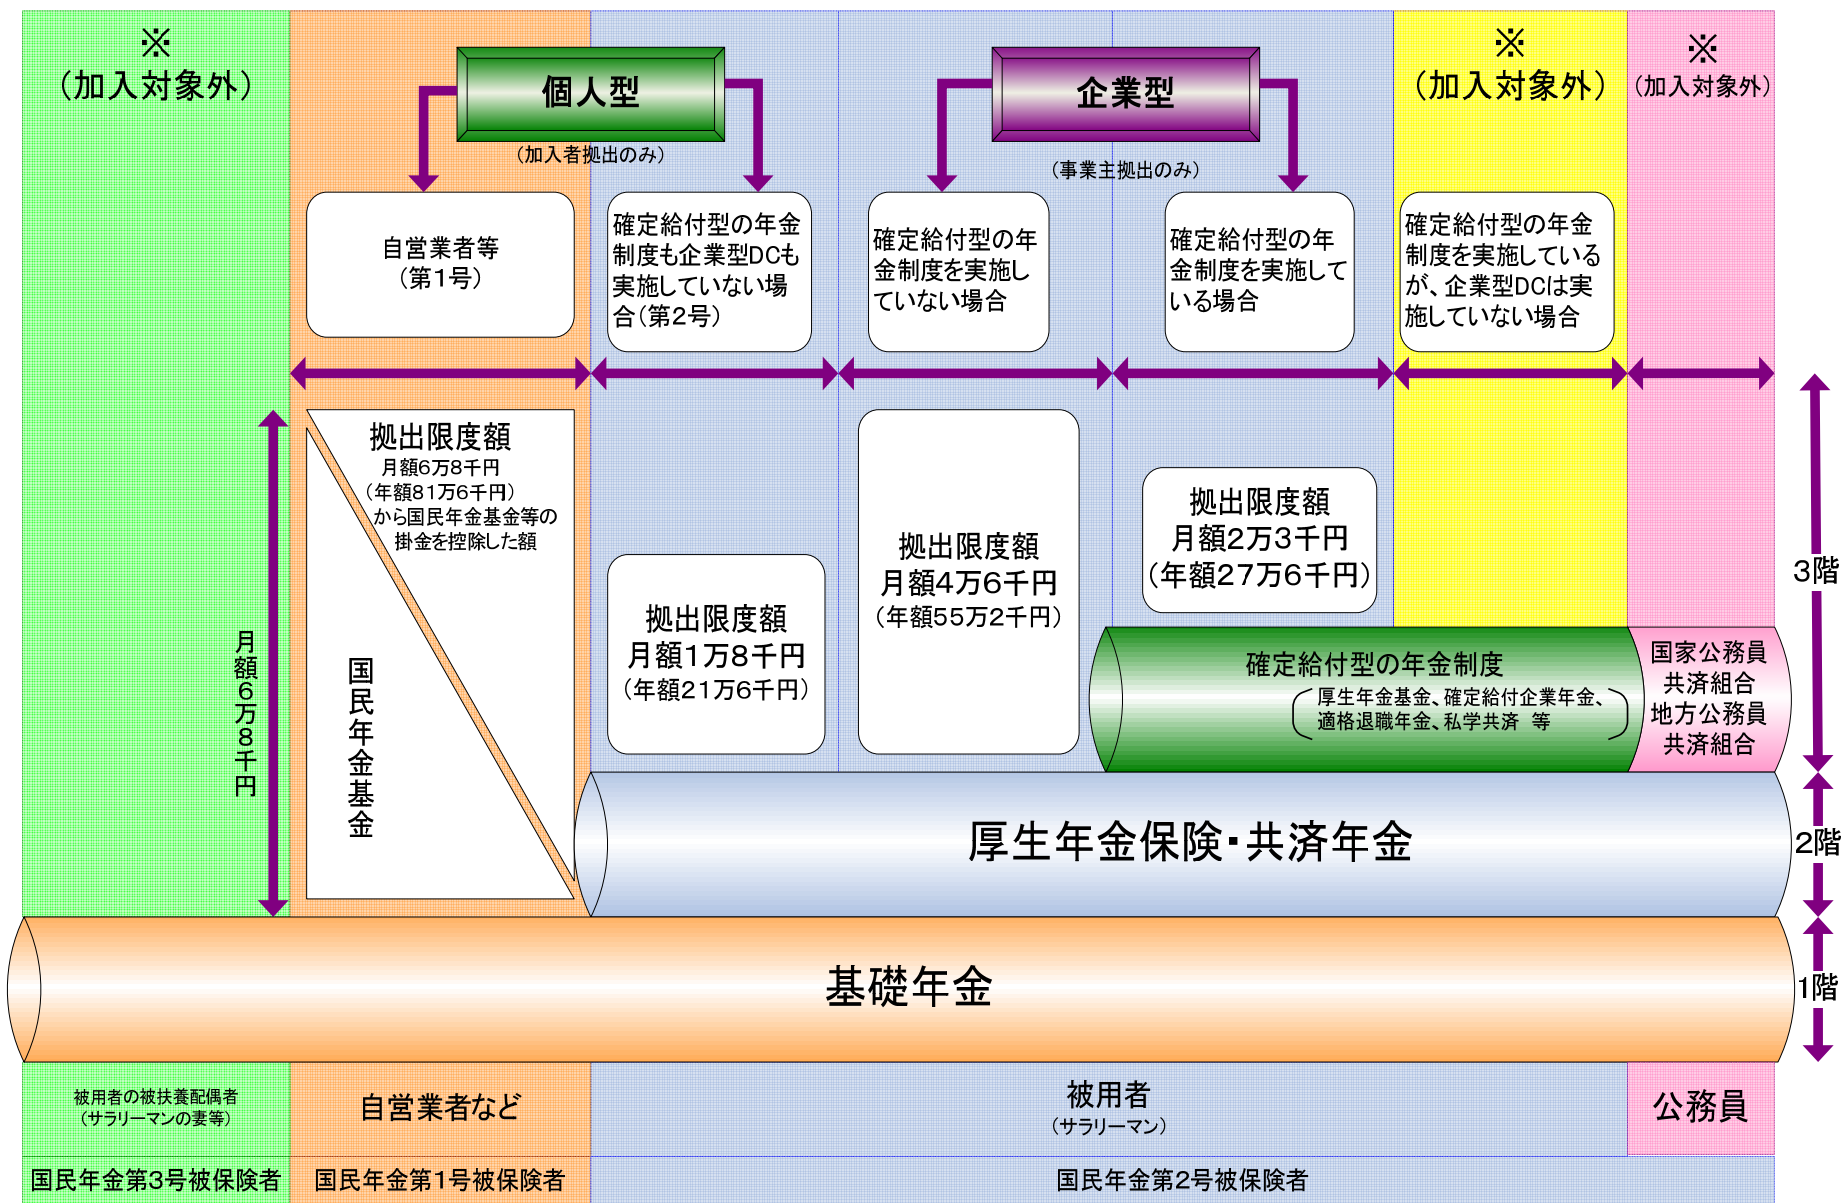 ※
(加入対象外)
個人型
(加入者拠出のみ)
企業型
(事業主拠出のみ)
※
(加入対象外)
※
(加入対象外)
自営業者等
(第1号)
確定給付型の年金
制度も企業型DCも
実施していない場
合(第2号)
確定給付型の年
金制度を実施し
ていない場合
確定給付型の年
金制度を実施して
いる場合
確定給付型の年金
制度を実施している
が、企業型DCは実
施していない場合
月額6万8千円
拠出限度額
月額6万8千円
(年額81万6千円)
から国民年金基金等の
掛金を控除した額
国民年金基金
拠出限度額
月額1万8千円
(年額21万6千円)
拠出限度額
月額4万6千円
(年額55万2千円)
拠出限度額
月額2万3千円
(年額27万6千円)
確定給付型の年金制度
(厚生年金基金、確定給付企業年金、
適格退職年金、私学共済 等)
国家公務員
共済組合
地方公務員
共済組合
3階
厚生年金保険・共済年金
2階
基礎年金
1階
被用者の被扶養配偶者
(サラリーマンの妻等)
自営業者など
被用者
(サラリーマン)
公務員
国民年金第3号被保険者
国民年金第1号被保険者
国民年金第2号被保険者